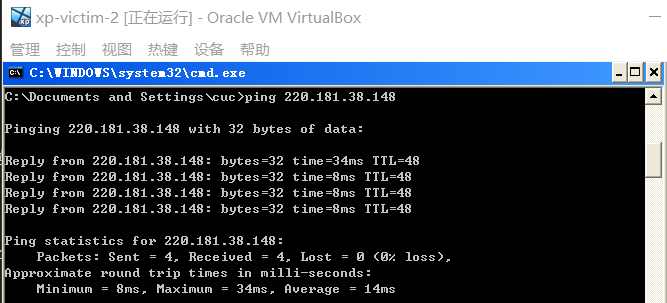 xp-victim-2 [正在运行] - Oracle VM VirtualBox
管理 控制 视图 热键 设备 帮助
C:\WINDOWS\system32\cmd.exe
C:\Documents and Settings\cuc>ping 220.181.38.148
Pinging 220.181.38.148 with 32 bytes of data:
Reply from 220.181.38.148: bytes=32 time=34ms TTL=48
Reply from 220.181.38.148: bytes=32 time=8ms TTL=48
Reply from 220.181.38.148: bytes=32 time=8ms TTL=48
Reply from 220.181.38.148: bytes=32 time=8ms TTL=48
Ping statistics for 220.181.38.148:
Packets: Sent = 4, Received = 4, Lost = 0 (0% loss),
Approximate round trip times in milli-seconds:
Minimum = 8ms, Maximum = 34ms, Average = 14ms